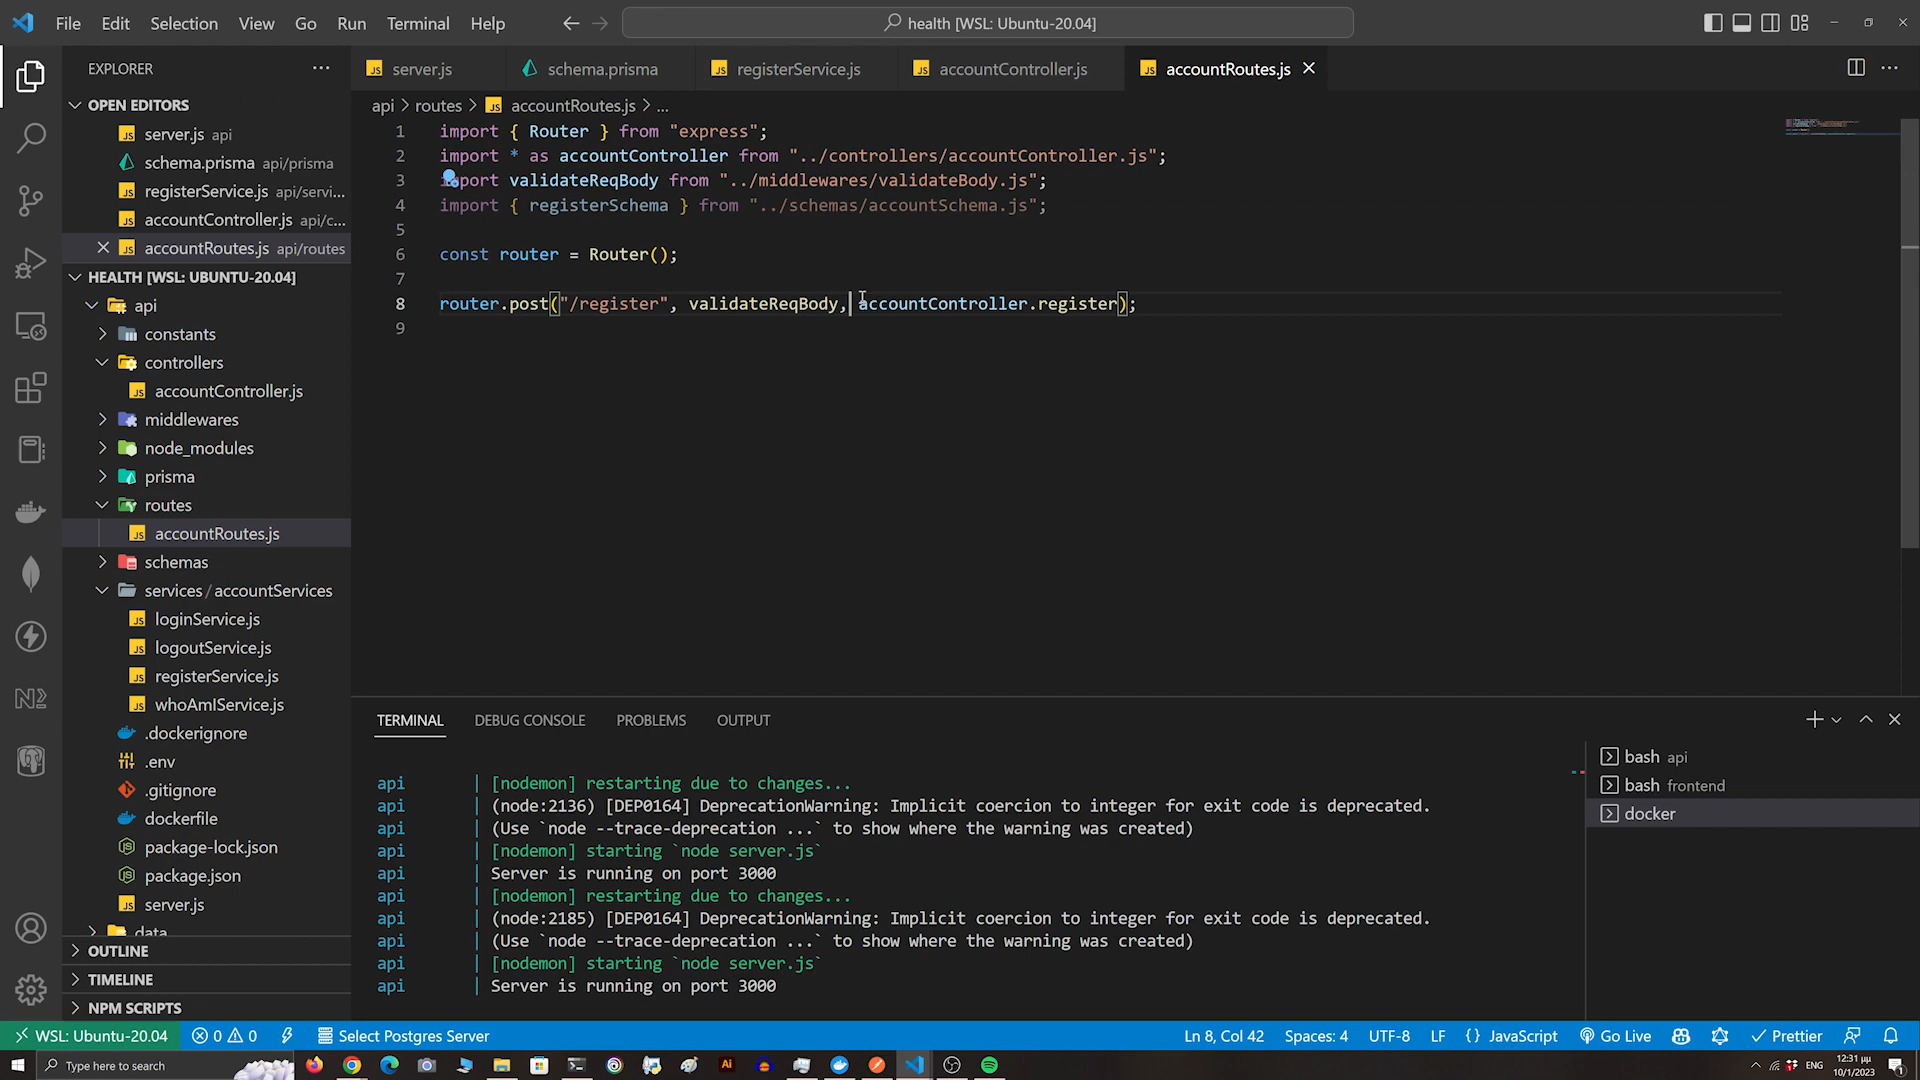 File Edit Selection View Go Run Terminal Help
health [WSL: Ubuntu-20.04]
EXPLORER
OPEN EDITORS
server.js api
schema.prisma api/prisma
registerService.js api/servi...
accountController.js api/c...
accountRoutes.js api/routes
HEALTH [WSL: UBUNTU-20.04]
api
constants
controllers
accountController.js
middlewares
node_modules
prisma
routes
accountRoutes.js
schemas
services / accountServices
loginService.js
logoutService.js
registerService.js
whoAmIService.js
.dockerignore
.env
.gitignore
dockerfile
package-lock.json
package.json
server.js
data
OUTLINE
TIMELINE
NPM SCRIPTS
server.js schema.prisma registerService.js accountController.js accountRoutes.js
api > routes > accountRoutes.js > ...
1 import { Router } from "express";
2 import * as accountController from "../controllers/accountController.js";
3 import validateReqBody from "../middlewares/validateBody.js";
4 import { registerSchema } from "../schemas/accountSchema.js";
5
6 const router = Router();
7
8 router.post("/register", validateReqBody, accountController.register);
9
TERMINAL DEBUG CONSOLE PROBLEMS OUTPUT
api | [nodemon] restarting due to changes...
api | (node:2136) [DEP0164] DeprecationWarning: Implicit coercion to integer for exit code is deprecated.
api | (Use `node --trace-deprecation ...` to show where the warning was created)
api | [nodemon] starting `node server.js`
api | Server is running on port 3000
api | [nodemon] restarting due to changes...
api | (node:2185) [DEP0164] DeprecationWarning: Implicit coercion to integer for exit code is deprecated.
api | (Use `node --trace-deprecation ...` to show where the warning was created)
api | [nodemon] starting `node server.js`
api | Server is running on port 3000
bash api
bash frontend
docker
WSL: Ubuntu-20.04 0 0 Select Postgres Server Ln 8, Col 42 Spaces: 4 UTF-8 LF {} JavaScript Go Live Prettier
Type here to search
Ai
ENG
12:31 μμ
10/1/2023
1